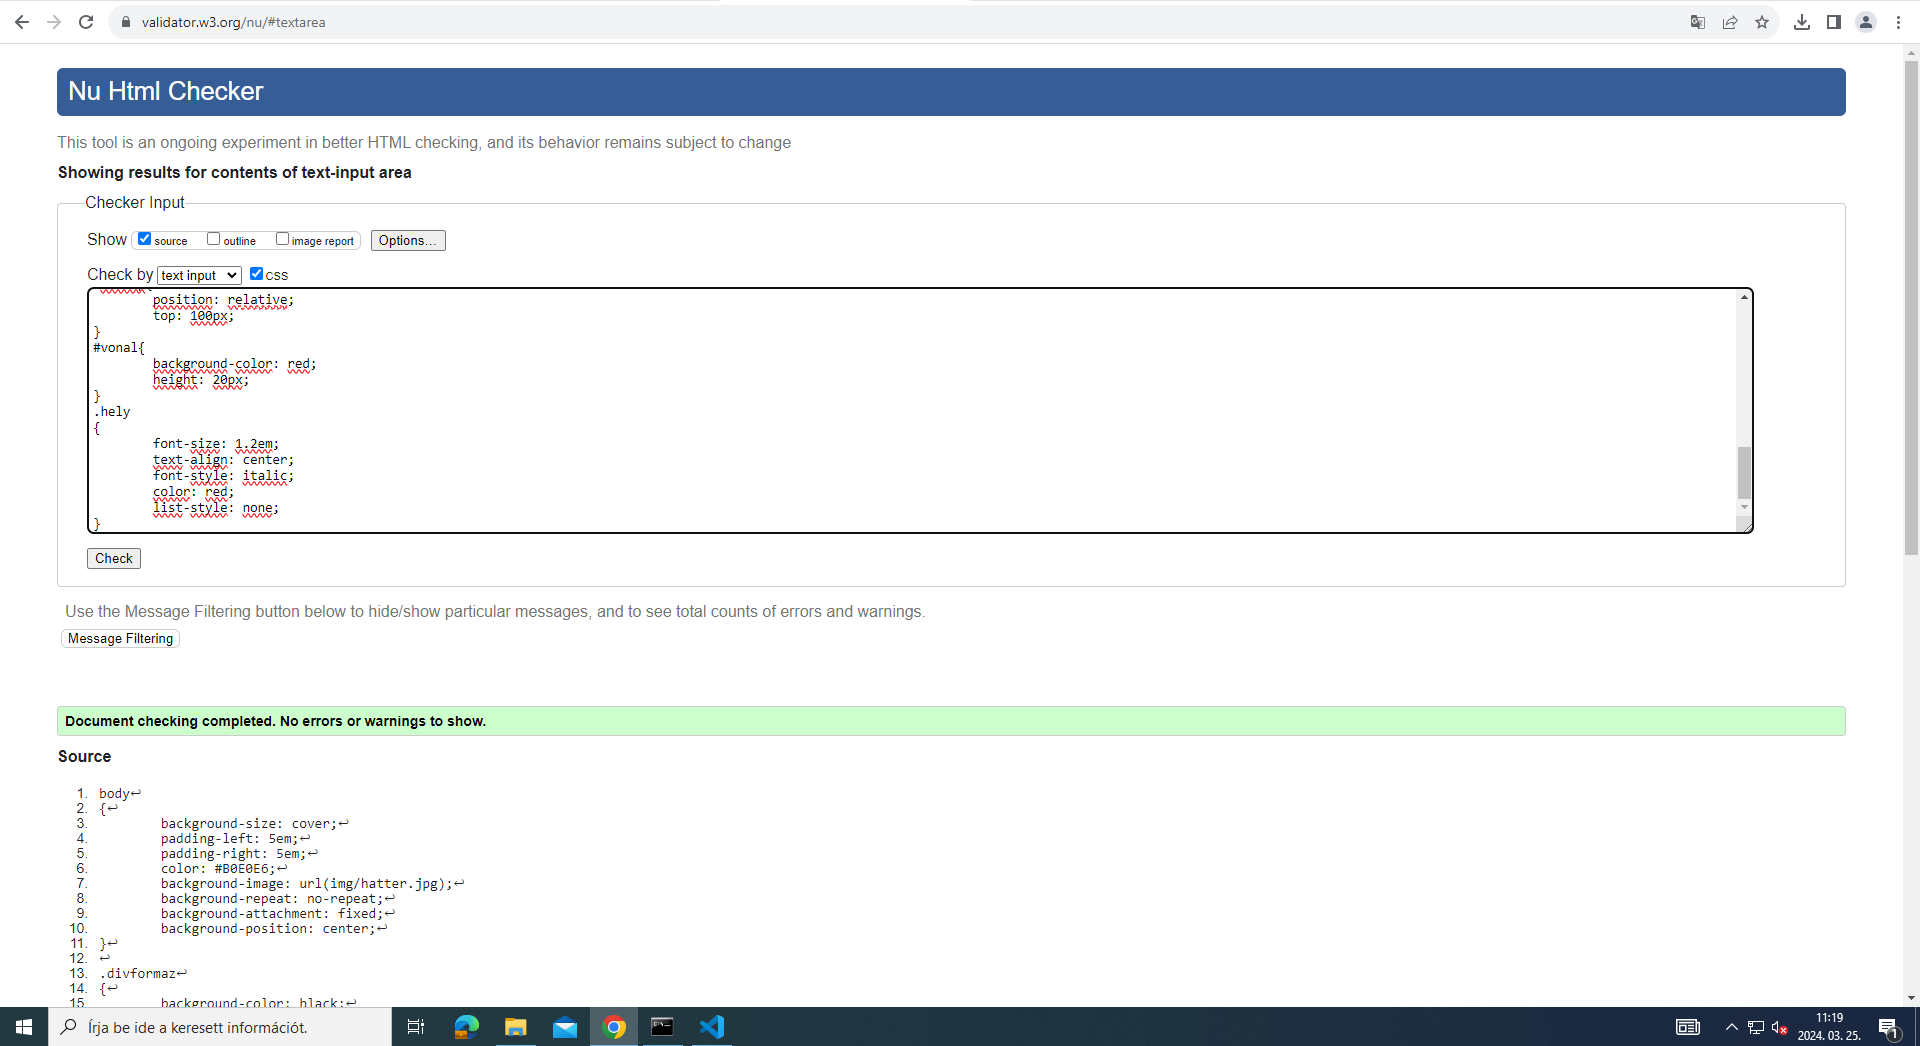 validator.w3.org/nu/#textarea
Nu Html Checker
This tool is an ongoing experiment in better HTML checking, and its behavior remains subject to change
Showing results for contents of text-input area
Checker Input
Show source outline image report Options...
Check by text input css
position: relative;
top: 100px;
}
#vonal{
background-color: red;
height: 20px;
}
.hely
{
font-size: 1.2em;
text-align: center;
font-style: italic;
color: red;
list-style: none;
}
Check
Use the Message Filtering button below to hide/show particular messages, and to see total counts of errors and warnings.
Message Filtering
Document checking completed. No errors or warnings to show.
Source
1. body↩
2. {↩
3. background-size: cover;↩
4. padding-left: 5em;↩
5. padding-right: 5em;↩
6. color: #B0E0E6;↩
7. background-image: url(img/hatter.jpg);↩
8. background-repeat: no-repeat;↩
9. background-attachment: fixed;↩
10. background-position: center;↩
11. }↩
12. ↩
13. .divformaz↩
14. {↩
15. background-color: black;↩
Írja be ide a keresett információt.
11:19
2024. 03. 25.
1